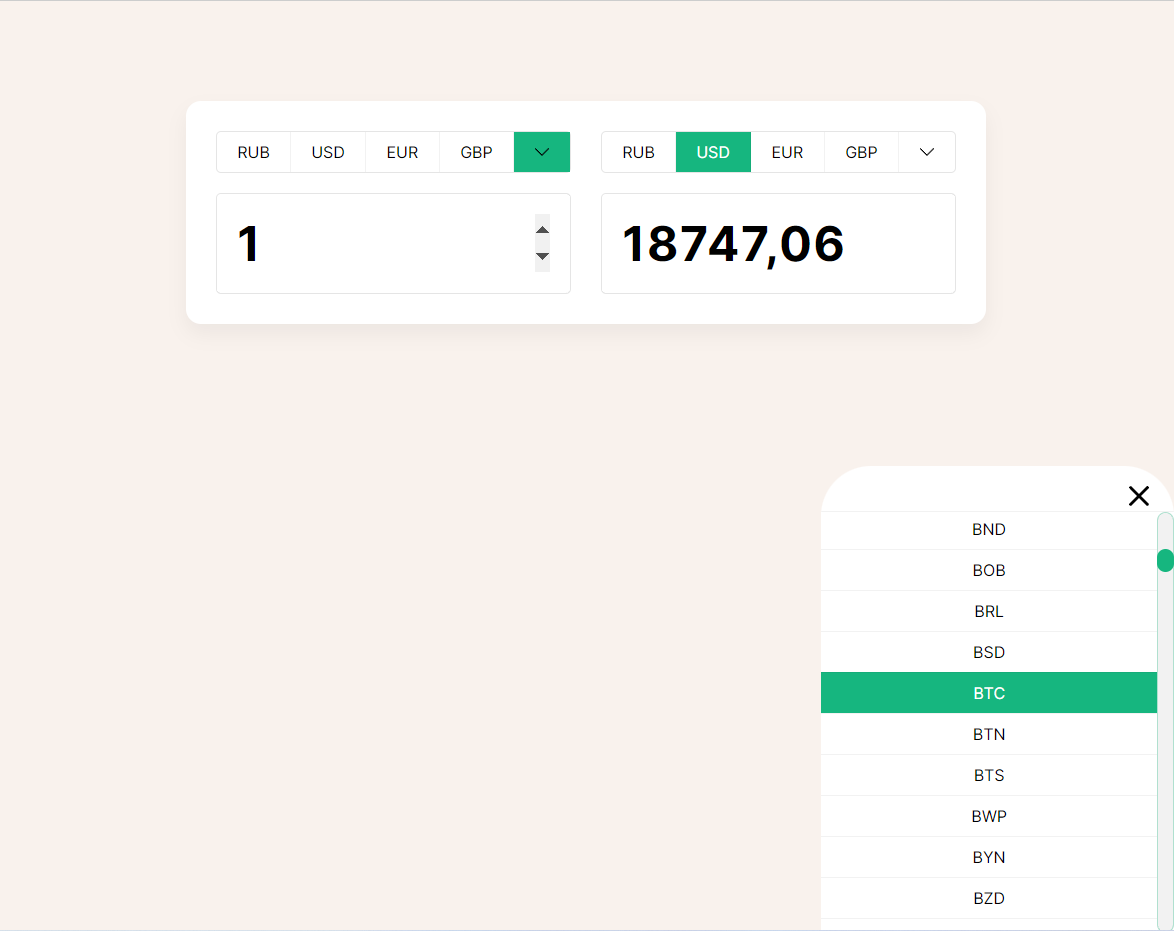 RUB USD EUR GBP
RUB USD EUR GBP
1
18747,06
BND
BOB
BRL
BSD
BTC
BTN
BTS
BWP
BYN
BZD